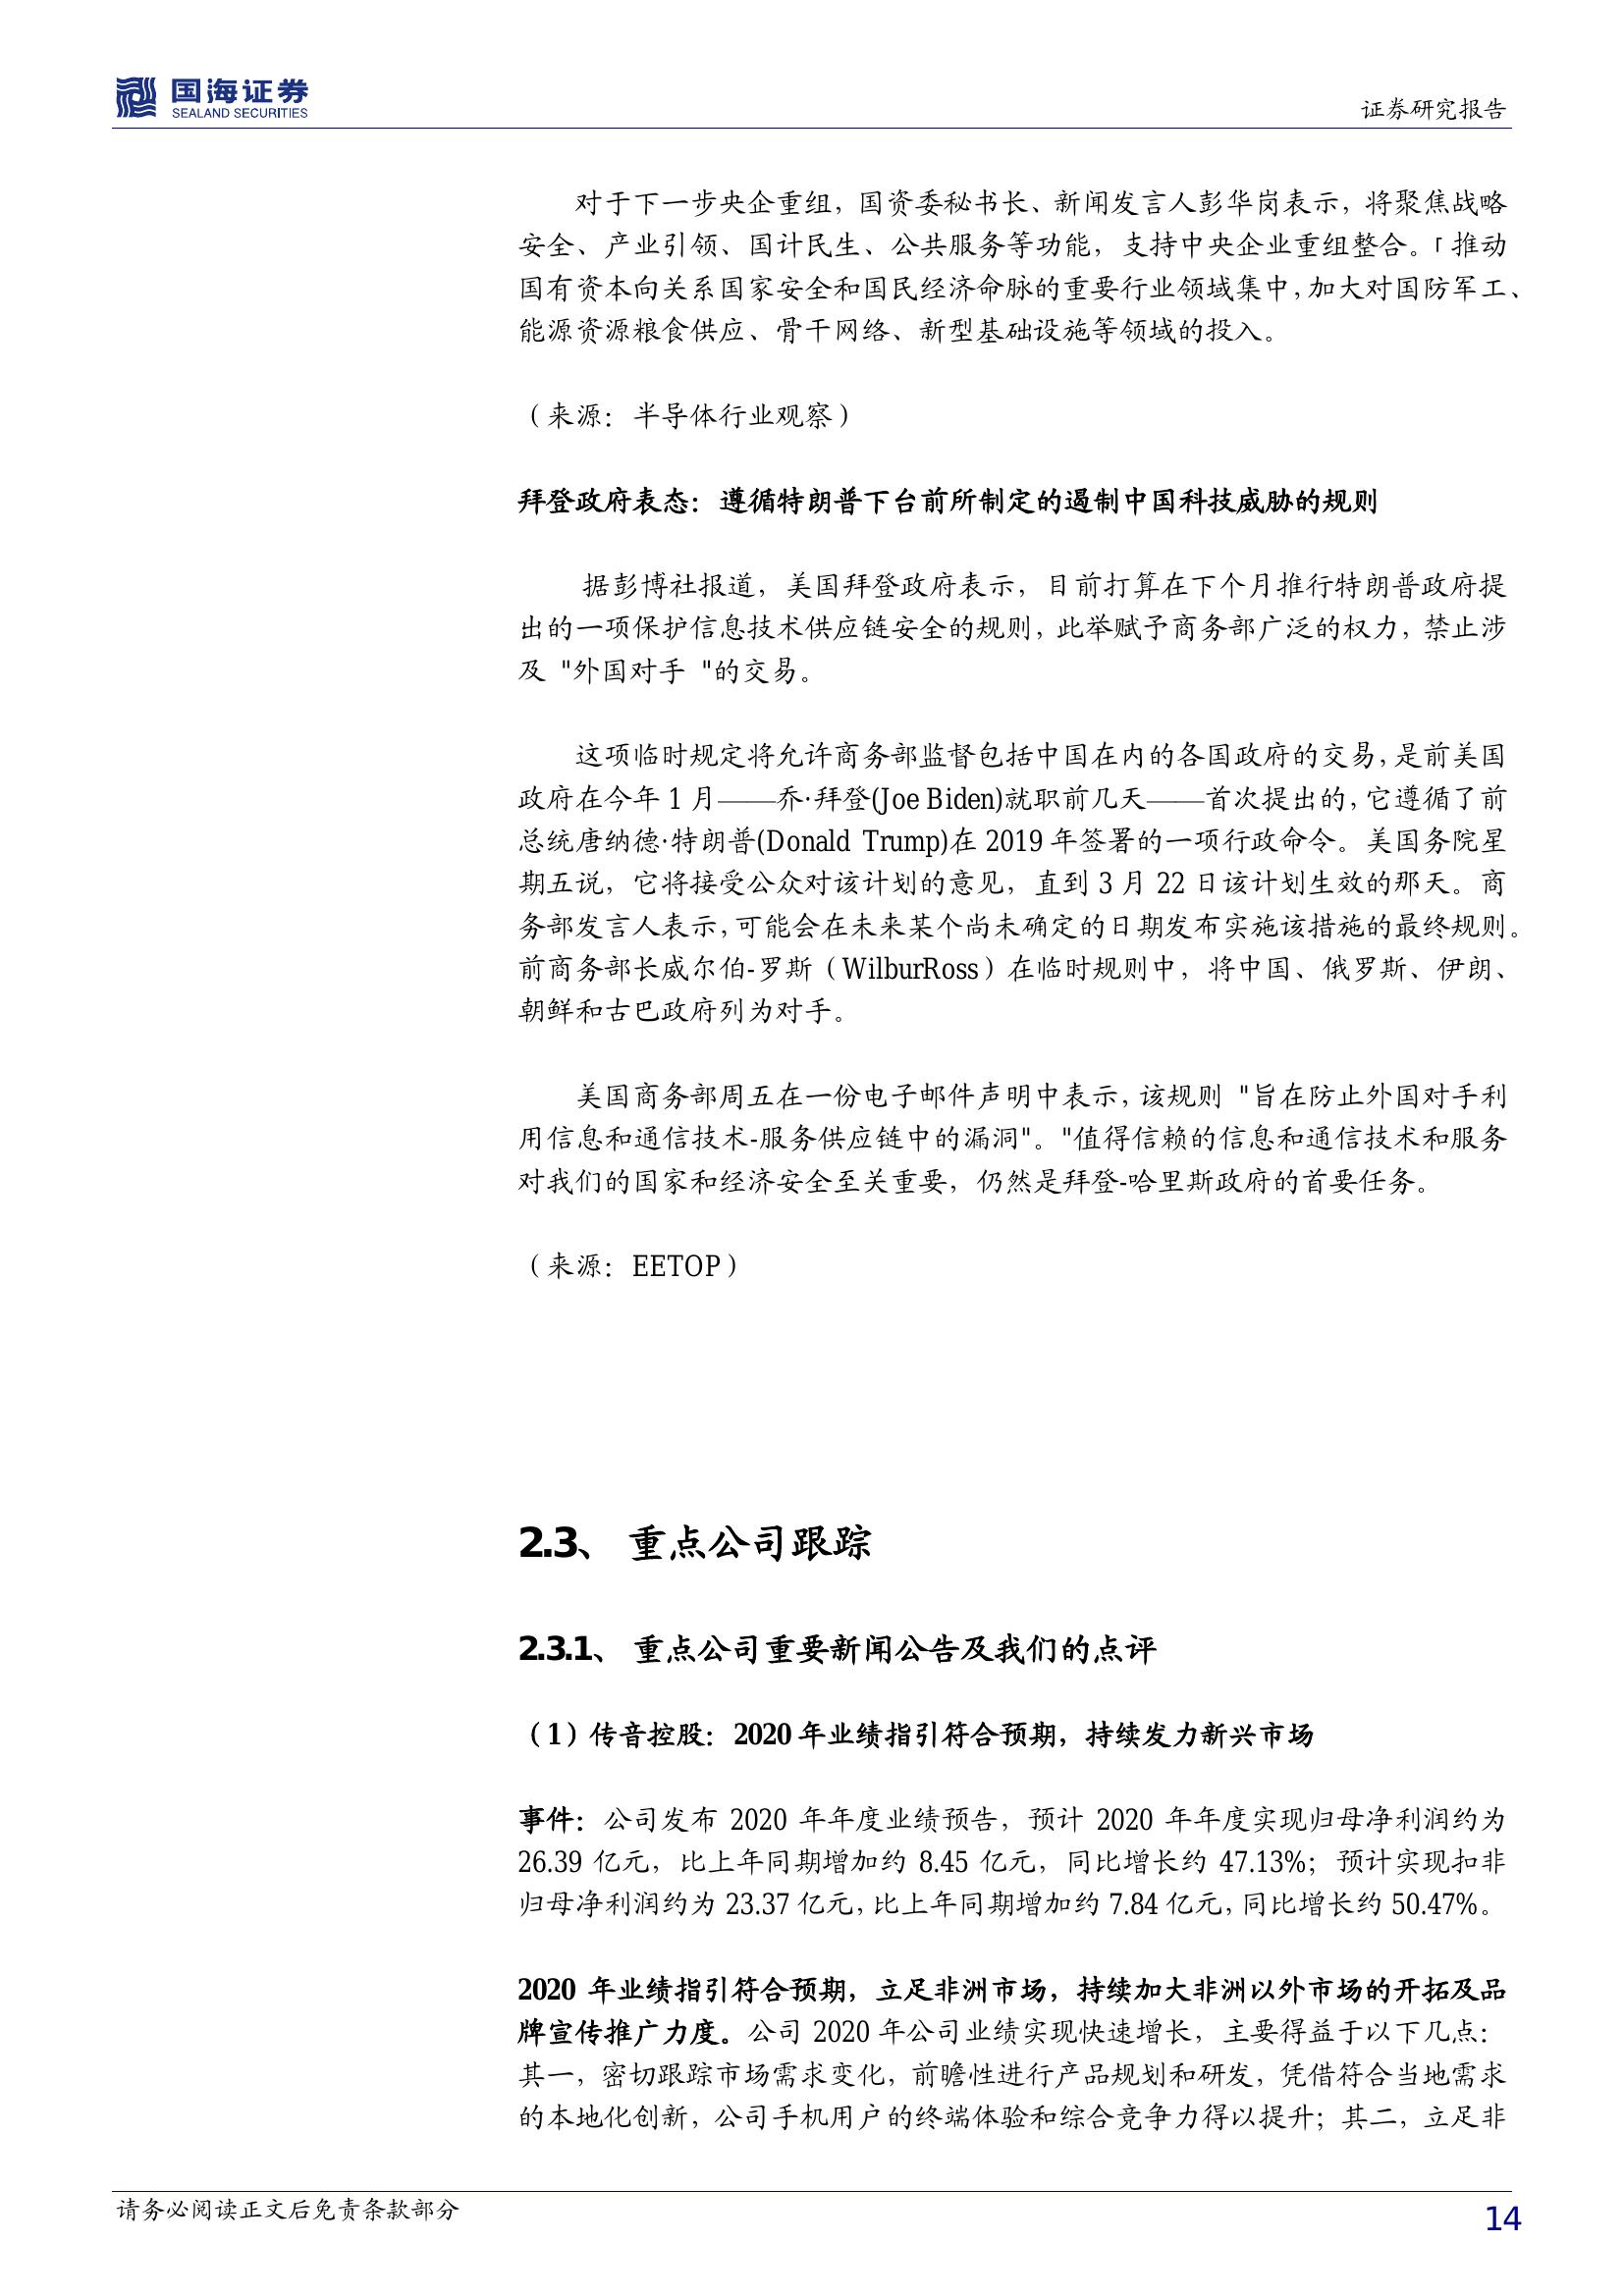 国海证券
SEALAND SECURITIES
证券研究报告
对于下一步央企重组，国资委秘书长、新闻发言人彭华岗表示，将聚焦战略
安全、产业引领、国计民生、公共服务等功能，支持中央企业重组整合。「推动
国有资本向关系国家安全和国民经济命脉的重要行业领域集中，加大对国防军工、
能源资源粮食供应、骨干网络、新型基础设施等领域的投入。
（来源：半导体行业观察）
拜登政府表态：遵循特朗普下台前所制定的遏制中国科技威胁的规则
据彭博社报道，美国拜登政府表示，目前打算在下个月推行特朗普政府提
出的一项保护信息技术供应链安全的规则，此举赋予商务部广泛的权力，禁止涉
及 "外国对手 "的交易。
这项临时规定将允许商务部监督包括中国在内的各国政府的交易，是前美国
政府在今年 1 月——乔·拜登(Joe Biden)就职前几天——首次提出的，它遵循了前
总统唐纳德·特朗普(Donald Trump)在 2019 年签署的一项行政命令。美国务院星
期五说，它将接受公众对该计划的意见，直到 3 月 22 日该计划生效的那天。商
务部发言人表示，可能会在未来某个尚未确定的日期发布实施该措施的最终规则。
前商务部长威尔伯-罗斯（WilburRoss）在临时规则中，将中国、俄罗斯、伊朗、
朝鲜和古巴政府列为对手。
美国商务部周五在一份电子邮件声明中表示，该规则 "旨在防止外国对手利
用信息和通信技术-服务供应链中的漏洞"。"值得信赖的信息和通信技术和服务
对我们的国家和经济安全至关重要，仍然是拜登-哈里斯政府的首要任务。
（来源：EETOP）
2.3、 重点公司跟踪
2.3.1、 重点公司重要新闻公告及我们的点评
（1）传音控股：2020 年业绩指引符合预期，持续发力新兴市场
事件：公司发布 2020 年年度业绩预告，预计 2020 年年度实现归母净利润约为
26.39 亿元，比上年同期增加约 8.45 亿元，同比增长约 47.13%；预计实现扣非
归母净利润约为 23.37 亿元，比上年同期增加约 7.84 亿元，同比增长约 50.47%。
2020 年业绩指引符合预期，立足非洲市场，持续加大非洲以外市场的开拓及品
牌宣传推广力度。公司 2020 年公司业绩实现快速增长，主要得益于以下几点：
其一，密切跟踪市场需求变化，前瞻性进行产品规划和研发，凭借符合当地需求
的本地化创新，公司手机用户的终端体验和综合竞争力得以提升；其二，立足非
请务必阅读正文后免责条款部分
14